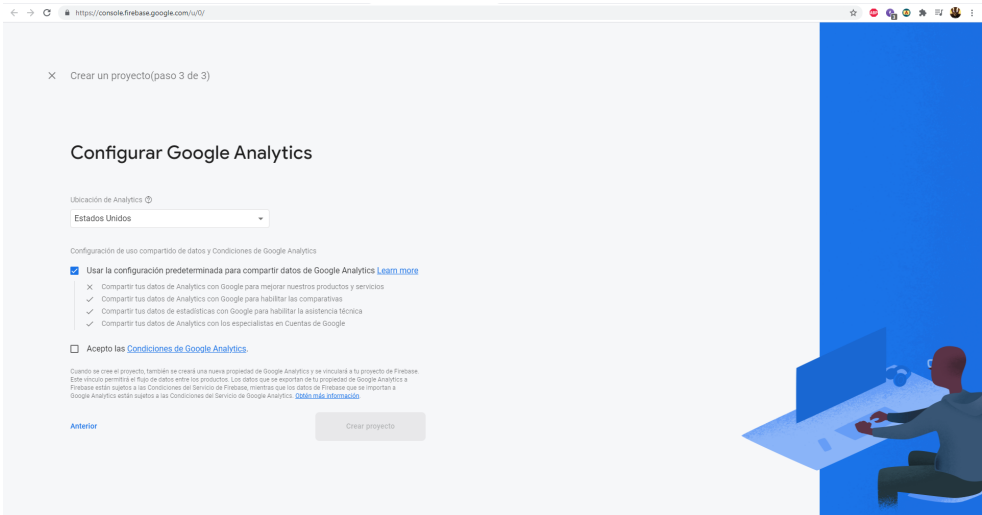 https://console.firebase.google.com/u/0/
Crear un proyecto(paso 3 de 3)
Configurar Google Analytics
Ubicación de Analytics
Estados Unidos
Configuración de uso compartido de datos y Condiciones de Google Analytics
Usar la configuración predeterminada para compartir datos de Google Analytics Learn more
Compartir tus datos de Analytics con Google para mejorar nuestros productos y servicios
Compartir tus datos de Analytics con Google para habilitar las comparativas
Compartir tus datos de estadísticas con Google para habilitar la asistencia técnica
Compartir tus datos de Analytics con los especialistas en Cuentas de Google
Acepto las Condiciones de Google Analytics.
Cuando se cree el proyecto, también se creará una nueva propiedad de Google Analytics y se vinculará a tu proyecto de Firebase.
Este vínculo permitirá el flujo de datos entre los productos. Los datos que se exportan de tu propiedad de Google Analytics a
Firebase están sujetos a las Condiciones del Servicio de Firebase, mientras que los datos de Firebase que se importan a
Google Analytics están sujetos a las Condiciones del Servicio de Google Analytics. Obtén más información.
Anterior
Crear proyecto